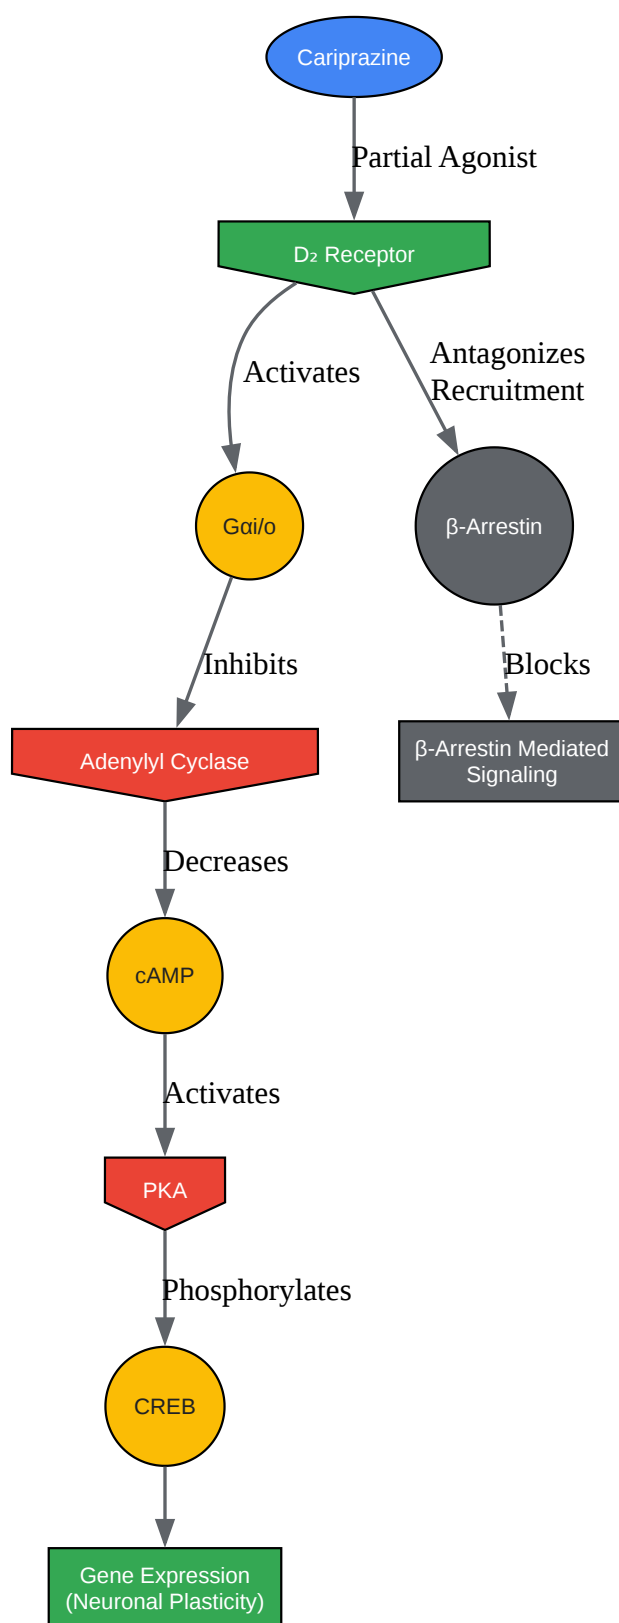 Cariprazine
Partial Agonist
D₂ Receptor
Activates
Antagonizes
Recruitment
Gαi/o
β-Arrestin
Inhibits
Blocks
Adenylyl Cyclase
β-Arrestin Mediated
Signaling
Decreases
cAMP
Activates
PKA
Phosphorylates
CREB
Gene Expression
(Neuronal Plasticity)